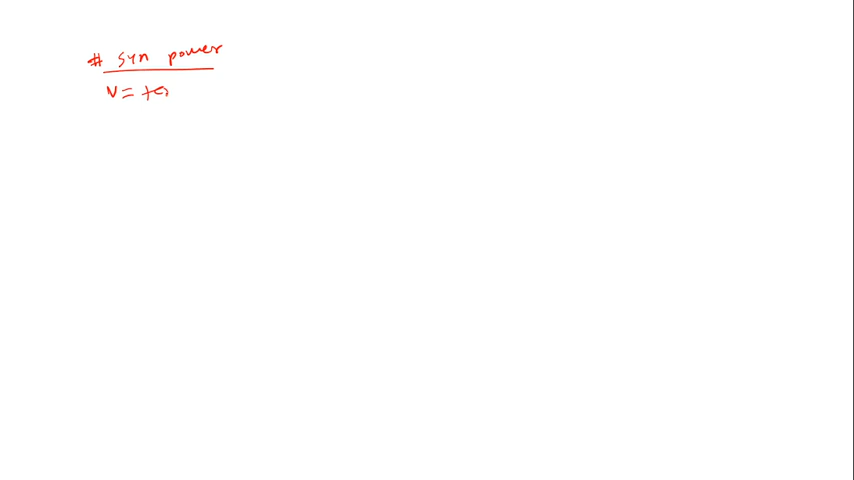 # syn power
V =